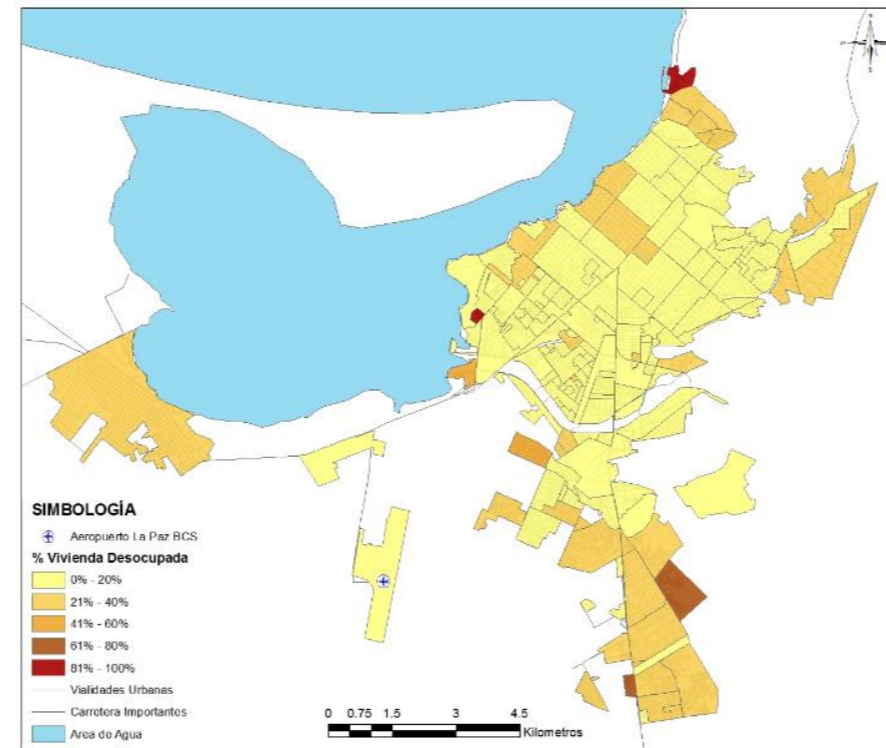 N
S
SIMBOLOGÍA
Aeropuerto La Paz BCS
% Vivienda Desocupada
0% - 20%
21% - 40%
41% - 60%
61% - 80%
81% - 100%
Vialidades Urbanas
Carretera Importantes
Area de Agua
0 0.75 1.5 3 4.5
Kilometros